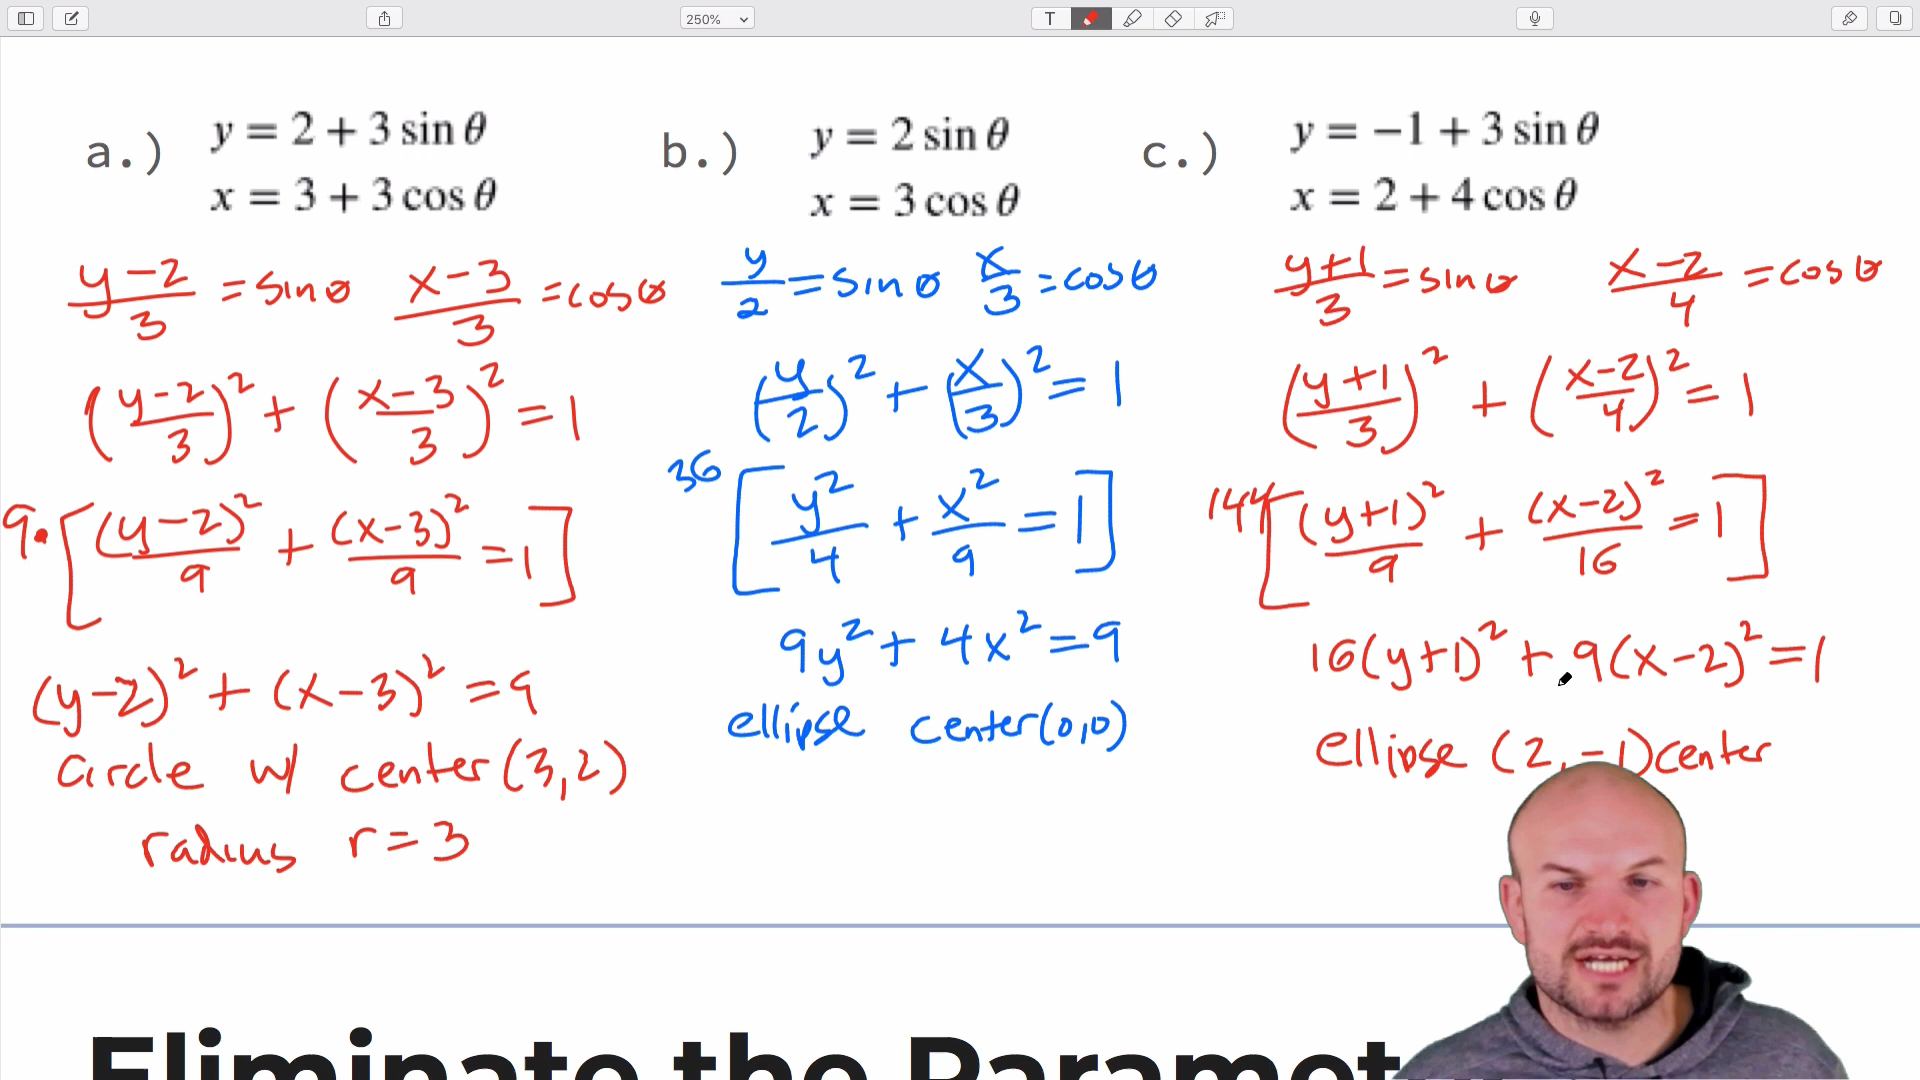 250%
T
a.) y = 2 + 3 sin θ
x = 3 + 3 cos θ
(y-2)/3 = sin θ (x-3)/3 = cos θ
((y-2)/3)² + ((x-3)/3)² = 1
9·[(y-2)²/9 + (x-3)²/9 = 1]
(y-2)² + (x-3)² = 9
circle w/ center (3,2)
radius r = 3
b.) y = 2 sin θ
x = 3 cos θ
y/2 = sin θ x/3 = cos θ
(y/2)² + (x/3)² = 1
36 [y²/4 + x²/9 = 1]
9y² + 4x² = 9
ellipse center (0,0)
c.) y = −1 + 3 sin θ
x = 2 + 4 cos θ
(y+1)/3 = sin θ (x-2)/4 = cos θ
((y+1)/3)² + ((x-2)/4)² = 1
144 [(y+1)²/9 + (x-2)²/16 = 1]
16(y+1)² + 9(x-2)² = 1
ellipse (2,-1) center
Eliminate the Paramet